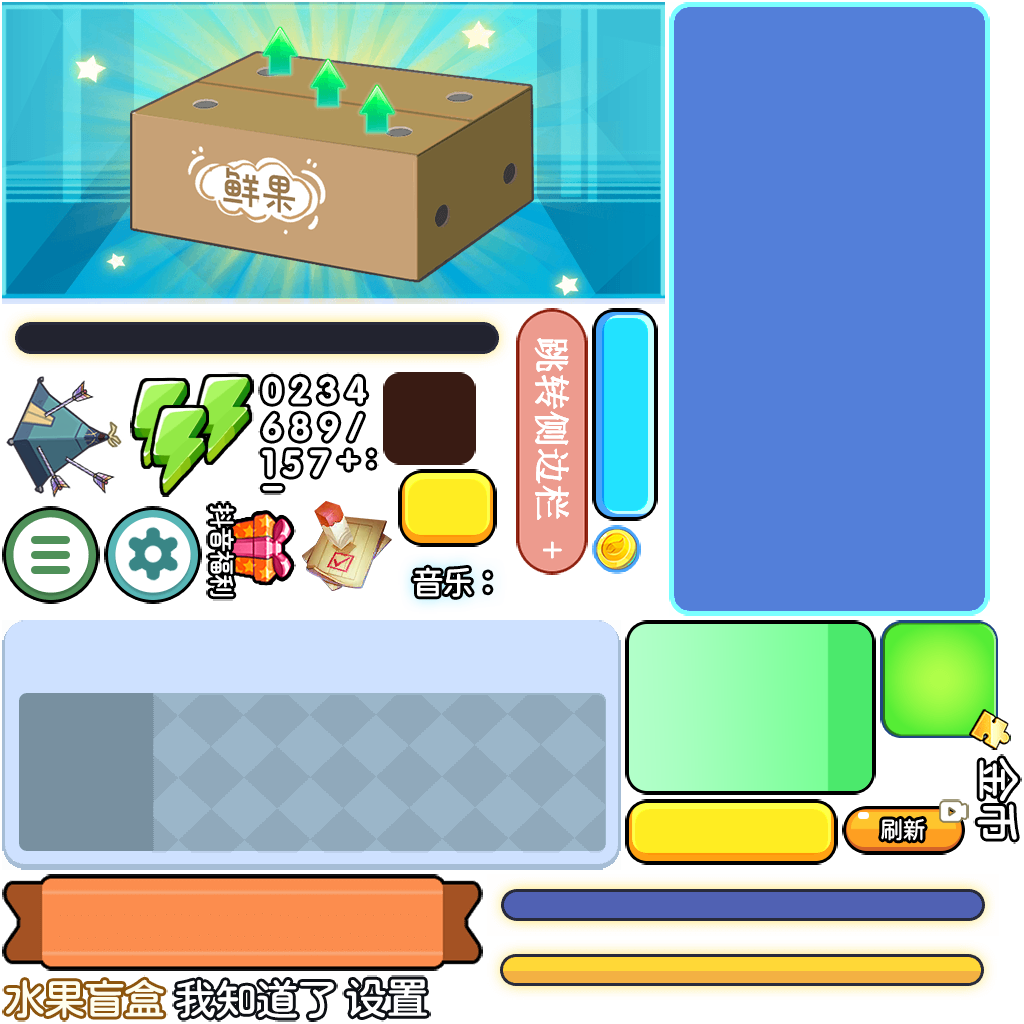 鲜果
跳转侧边栏 +
0234
689/
157+:
-
抖音福利
音乐：
金币
刷新
水果盲盒 我知道了 设置